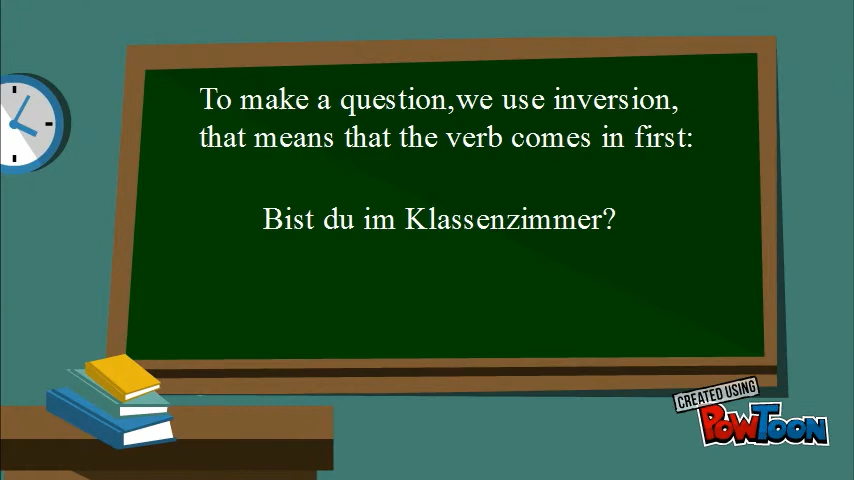 To make a question,we use inversion,
that means that the verb comes in first:
Bist du im Klassenzimmer?
CREATED USING
POWTOON